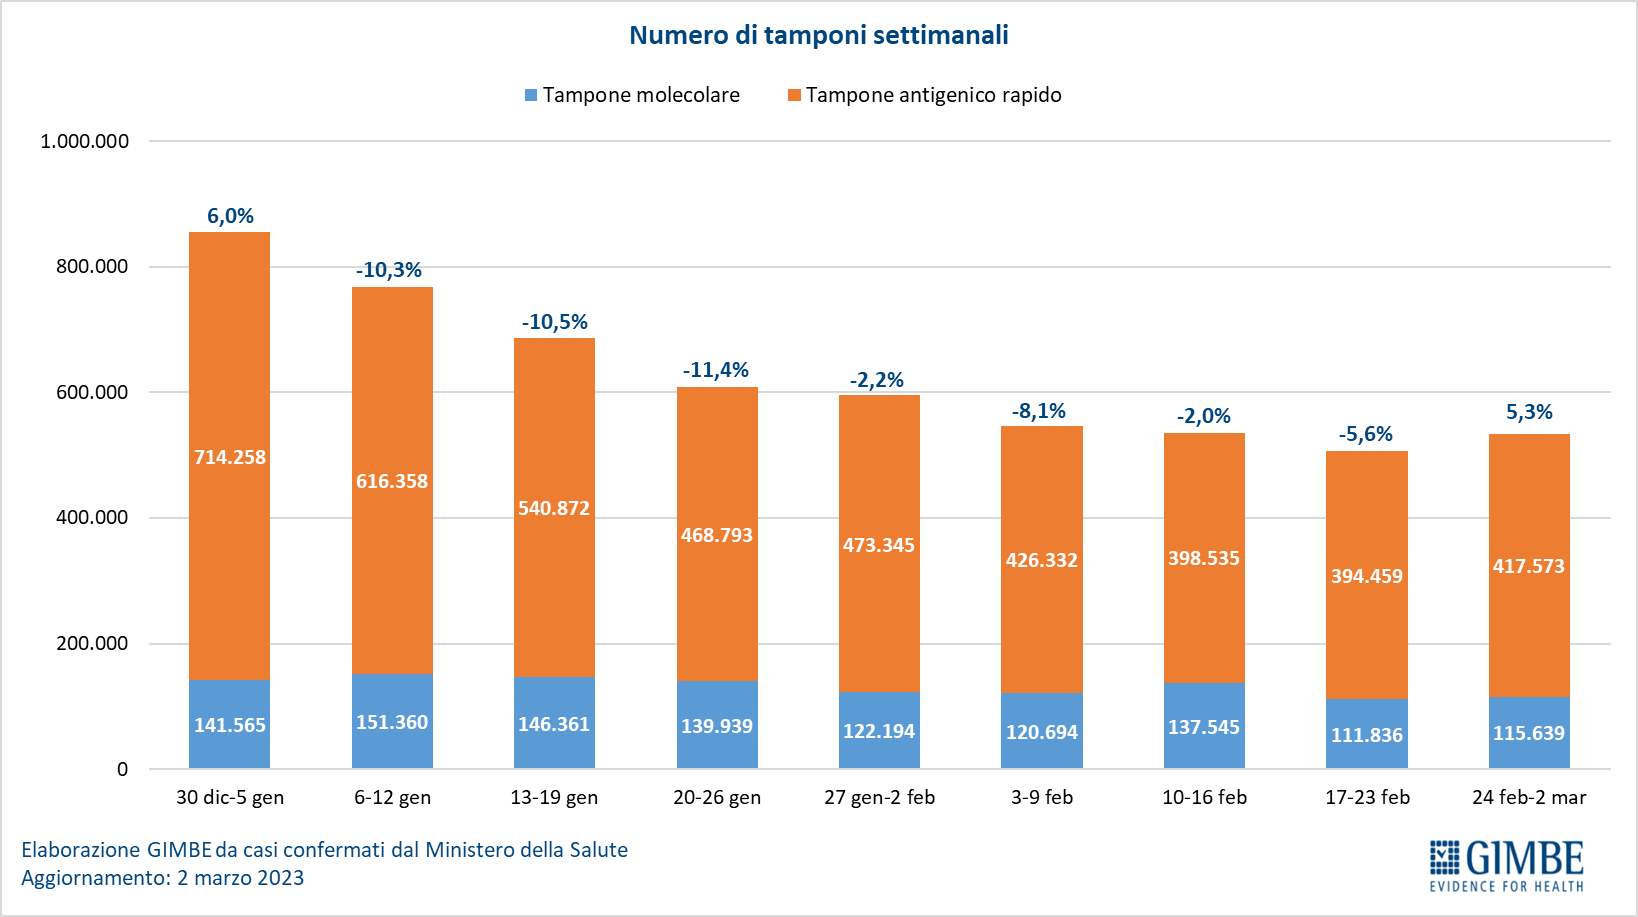 Numero di tamponi settimanali
Tampone molecolare Tampone antigenico rapido
1.000.000
800.000
600.000
400.000
200.000
0
6,0% -10,3% -10,5% -11,4% -2,2% -8,1% -2,0% -5,6% 5,3%
714.258 616.358 540.872 468.793 473.345 426.332 398.535 394.459 417.573
141.565 151.360 146.361 139.939 122.194 120.694 137.545 111.836 115.639
30 dic-5 gen 6-12 gen 13-19 gen 20-26 gen 27 gen-2 feb 3-9 feb 10-16 feb 17-23 feb 24 feb-2 mar
Elaborazione GIMBE da casi confermati dal Ministero della Salute
Aggiornamento: 2 marzo 2023
GIMBE
EVIDENCE FOR HEALTH